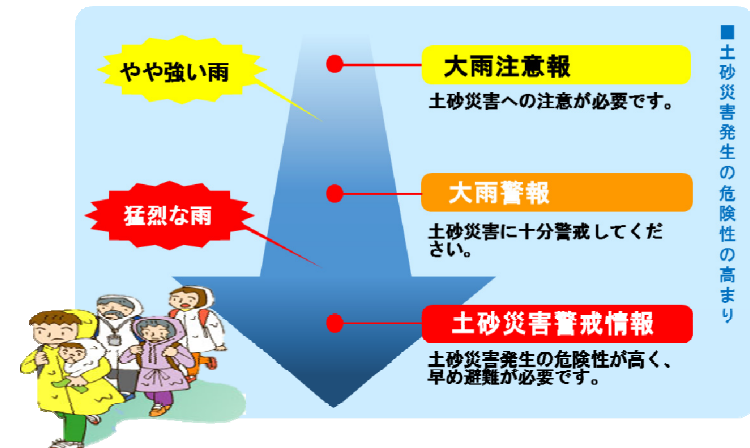 ■土砂災害発生の危険性の高まり
やや強い雨
大雨注意報
土砂災害への注意が必要です。
猛烈な雨
大雨警報
土砂災害に十分警戒してくだ
さい。
土砂災害警戒情報
土砂災害発生の危険性が高く、
早め避難が必要です。